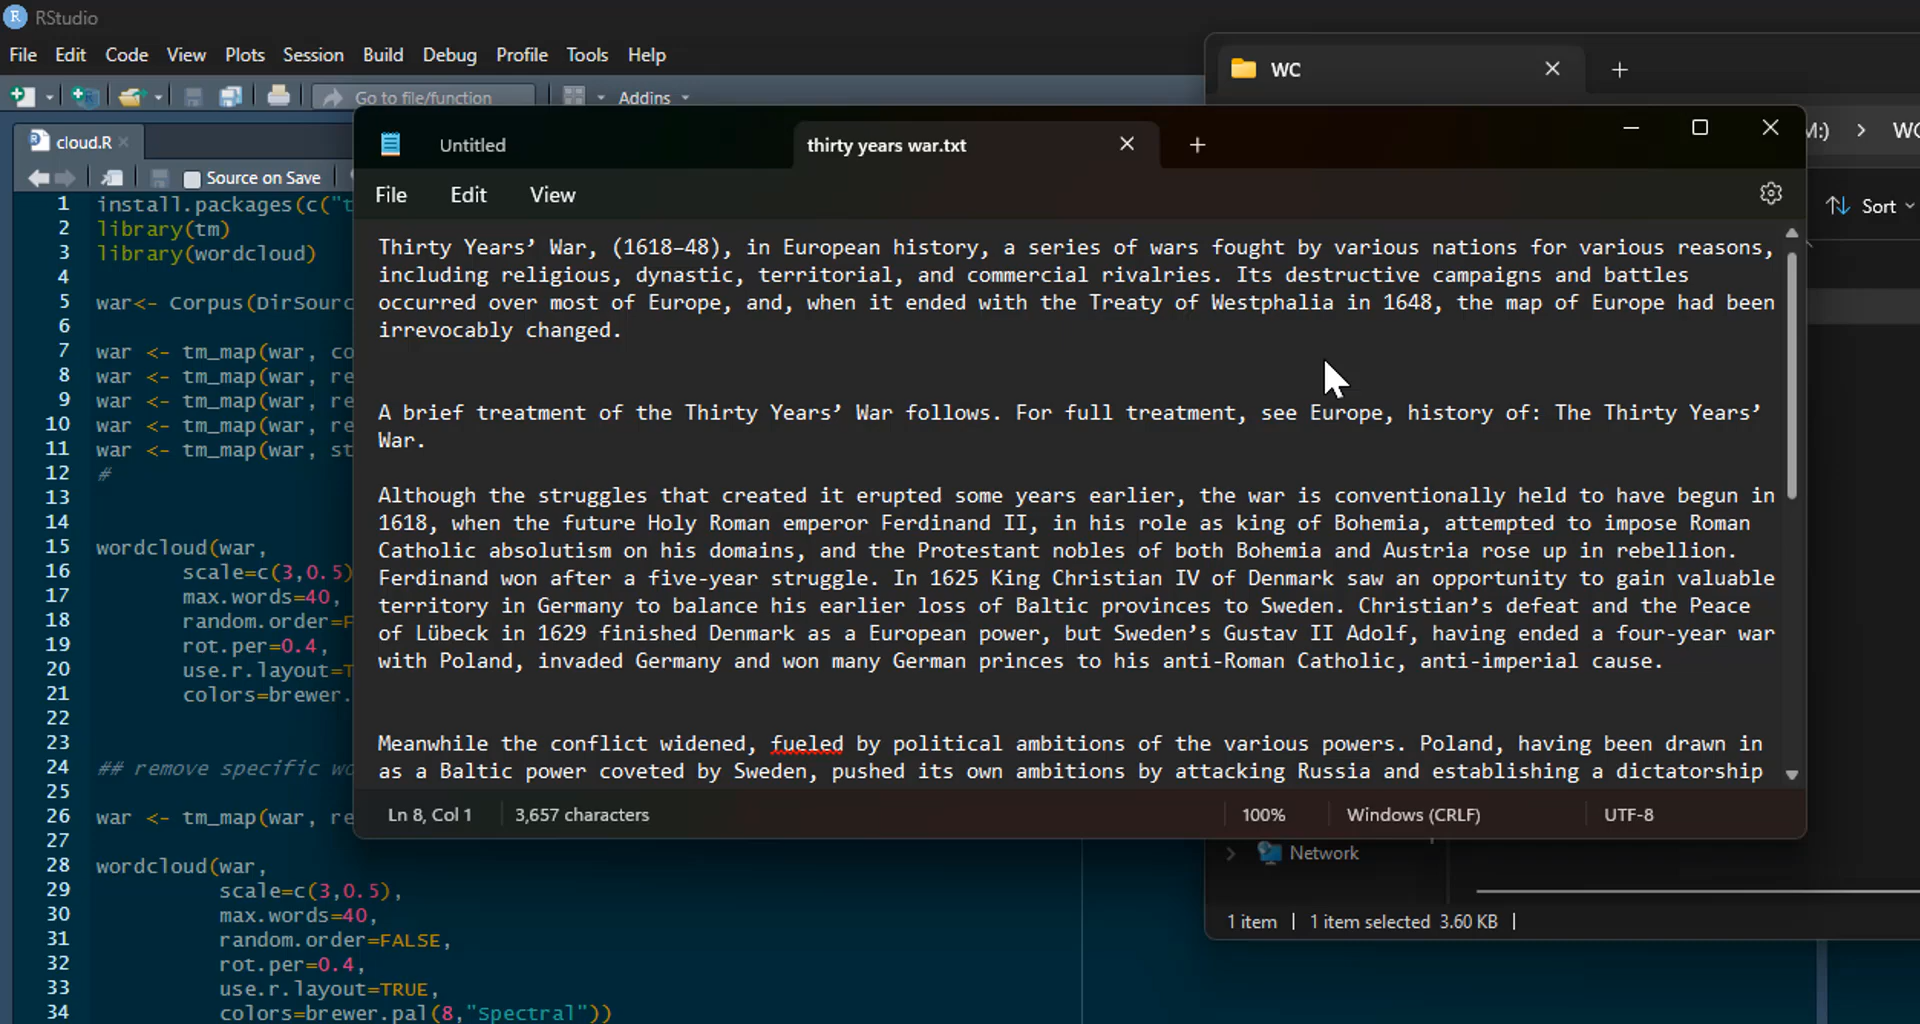 RStudio
File Edit Code View Plots Session Build Debug Profile Tools Help
Go to file/function Addins
cloud.R
Source on Save
1 install.packages(c("t
2 library(tm)
3 library(wordcloud)
4
5 war<- Corpus(DirSourc
6
7 war <- tm_map(war, co
8 war <- tm_map(war, re
9 war <- tm_map(war, re
10 war <- tm_map(war, re
11 war <- tm_map(war, st
12 #
13
14
15 wordcloud(war,
16 scale=c(3,0.5)
17 max.words=40,
18 random.order=F
19 rot.per=0.4,
20 use.r.layout=T
21 colors=brewer.
22
23
24 ## remove specific wo
25
26 war <- tm_map(war, re
27
28 wordcloud(war,
29 scale=c(3,0.5),
30 max.words=40,
31 random.order=FALSE,
32 rot.per=0.4,
33 use.r.layout=TRUE,
34 colors=brewer.pal(8,"Spectral"))
WC
M:) > WC
Sort
Untitled
thirty years war.txt
File Edit View
Thirty Years’ War, (1618–48), in European history, a series of wars fought by various nations for various reasons,
including religious, dynastic, territorial, and commercial rivalries. Its destructive campaigns and battles
occurred over most of Europe, and, when it ended with the Treaty of Westphalia in 1648, the map of Europe had been
irrevocably changed.
A brief treatment of the Thirty Years’ War follows. For full treatment, see Europe, history of: The Thirty Years’
War.
Although the struggles that created it erupted some years earlier, the war is conventionally held to have begun in
1618, when the future Holy Roman emperor Ferdinand II, in his role as king of Bohemia, attempted to impose Roman
Catholic absolutism on his domains, and the Protestant nobles of both Bohemia and Austria rose up in rebellion.
Ferdinand won after a five-year struggle. In 1625 King Christian IV of Denmark saw an opportunity to gain valuable
territory in Germany to balance his earlier loss of Baltic provinces to Sweden. Christian’s defeat and the Peace
of Lübeck in 1629 finished Denmark as a European power, but Sweden’s Gustav II Adolf, having ended a four-year war
with Poland, invaded Germany and won many German princes to his anti-Roman Catholic, anti-imperial cause.
Meanwhile the conflict widened, fueled by political ambitions of the various powers. Poland, having been drawn in
as a Baltic power coveted by Sweden, pushed its own ambitions by attacking Russia and establishing a dictatorship
Ln 8, Col 1 3,657 characters 100% Windows (CRLF) UTF-8
Network
1 item | 1 item selected 3.60 KB |